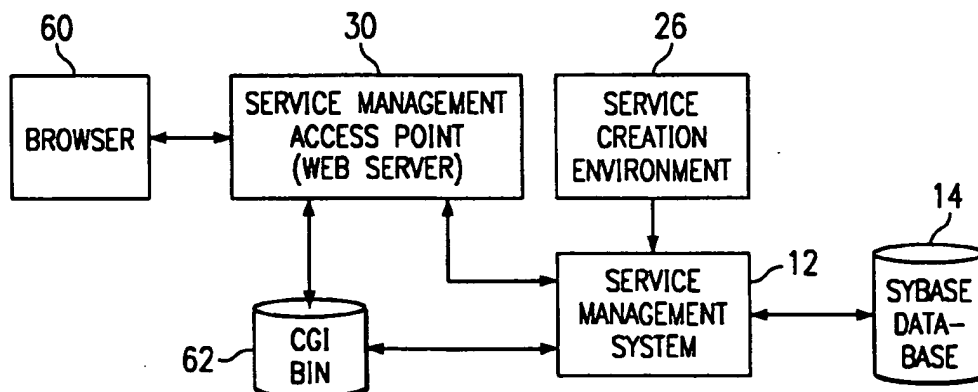 60
30
26
BROWSER
SERVICE MANAGEMENT
ACCESS POINT
(WEB SERVER)
SERVICE
CREATION
ENVIRONMENT
14
12
SERVICE
MANAGEMENT
SYSTEM
SYBASE
DATA-
BASE
62
CGI
BIN